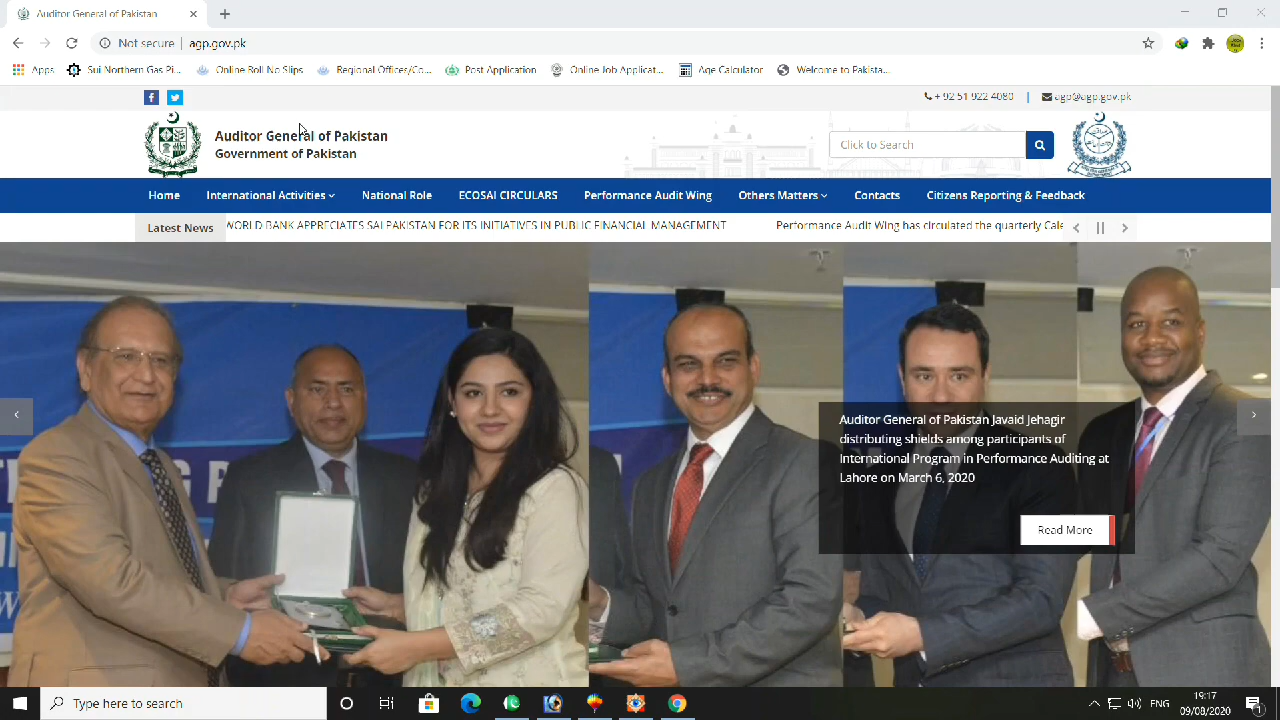 Auditor General of Pakistan
Not secure | agp.gov.pk
Apps Sui Northern Gas Pi... Online Roll No Slips Regional Officer/Co... Post Application Online Job Applicat... Age Calculator Welcome to Pakista...
+ 92 51 922 4080 | agp@agp.gov.pk
Auditor General of Pakistan
Government of Pakistan
Click to Search
Home International Activities National Role ECOSAI CIRCULARS Performance Audit Wing Others Matters Contacts Citizens Reporting & Feedback
Latest News WORLD BANK APPRECIATES SAI PAKISTAN FOR ITS INITIATIVES IN PUBLIC FINANCIAL MANAGEMENT Performance Audit Wing has circulated the quarterly Cale
Auditor General of Pakistan Javaid Jehagir
distributing shields among participants of
International Program in Performance Auditing at
Lahore on March 6, 2020
Read More
Type here to search
ENG
19:17
09/08/2020
1